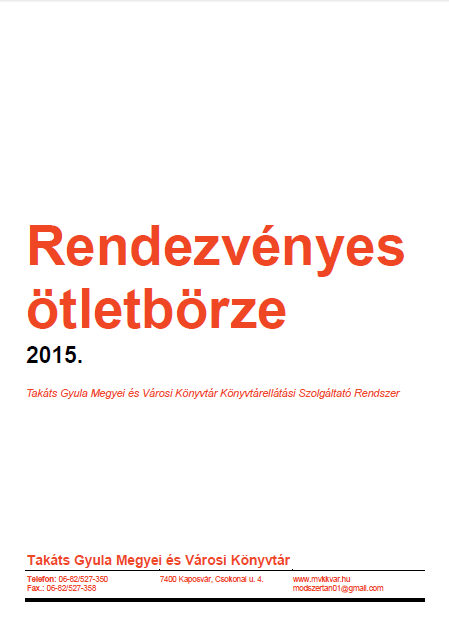 Rendezvényes
ötletbörze
2015.
Takáts Gyula Megyei és Városi Könyvtár Könyvtárellátási Szolgáltató Rendszer
Takáts Gyula Megyei és Városi Könyvtár
Telefon: 06-82/527-350 7400 Kaposvár, Csokonai u. 4. www.mvkkvar.hu
Fax.: 06-82/527-358 modszertan01@gmail.com